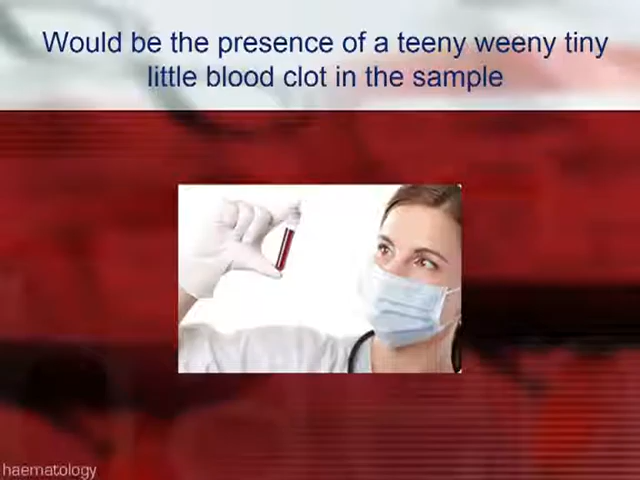 Would be the presence of a teeny weeny tiny
little blood clot in the sample
haematology